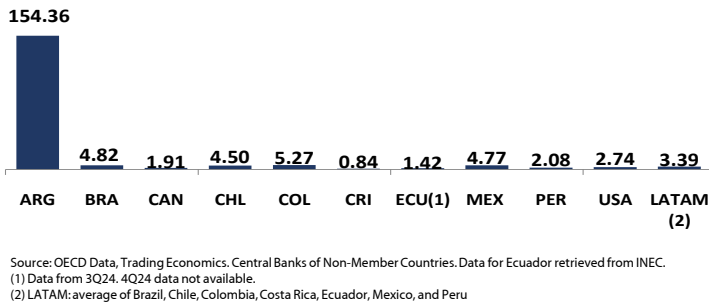 154.36
4.82 1.91 4.50 5.27 0.84 1.42 4.77 2.08 2.74 3.39
ARG BRA CAN CHL COL CRI ECU(1) MEX PER USA LATAM
(2)
Source: OECD Data, Trading Economics. Central Banks of Non-Member Countries. Data for Ecuador retrieved from INEC.
(1) Data from 3Q24. 4Q24 data not available.
(2) LATAM: average of Brazil, Chile, Colombia, Costa Rica, Ecuador, Mexico, and Peru